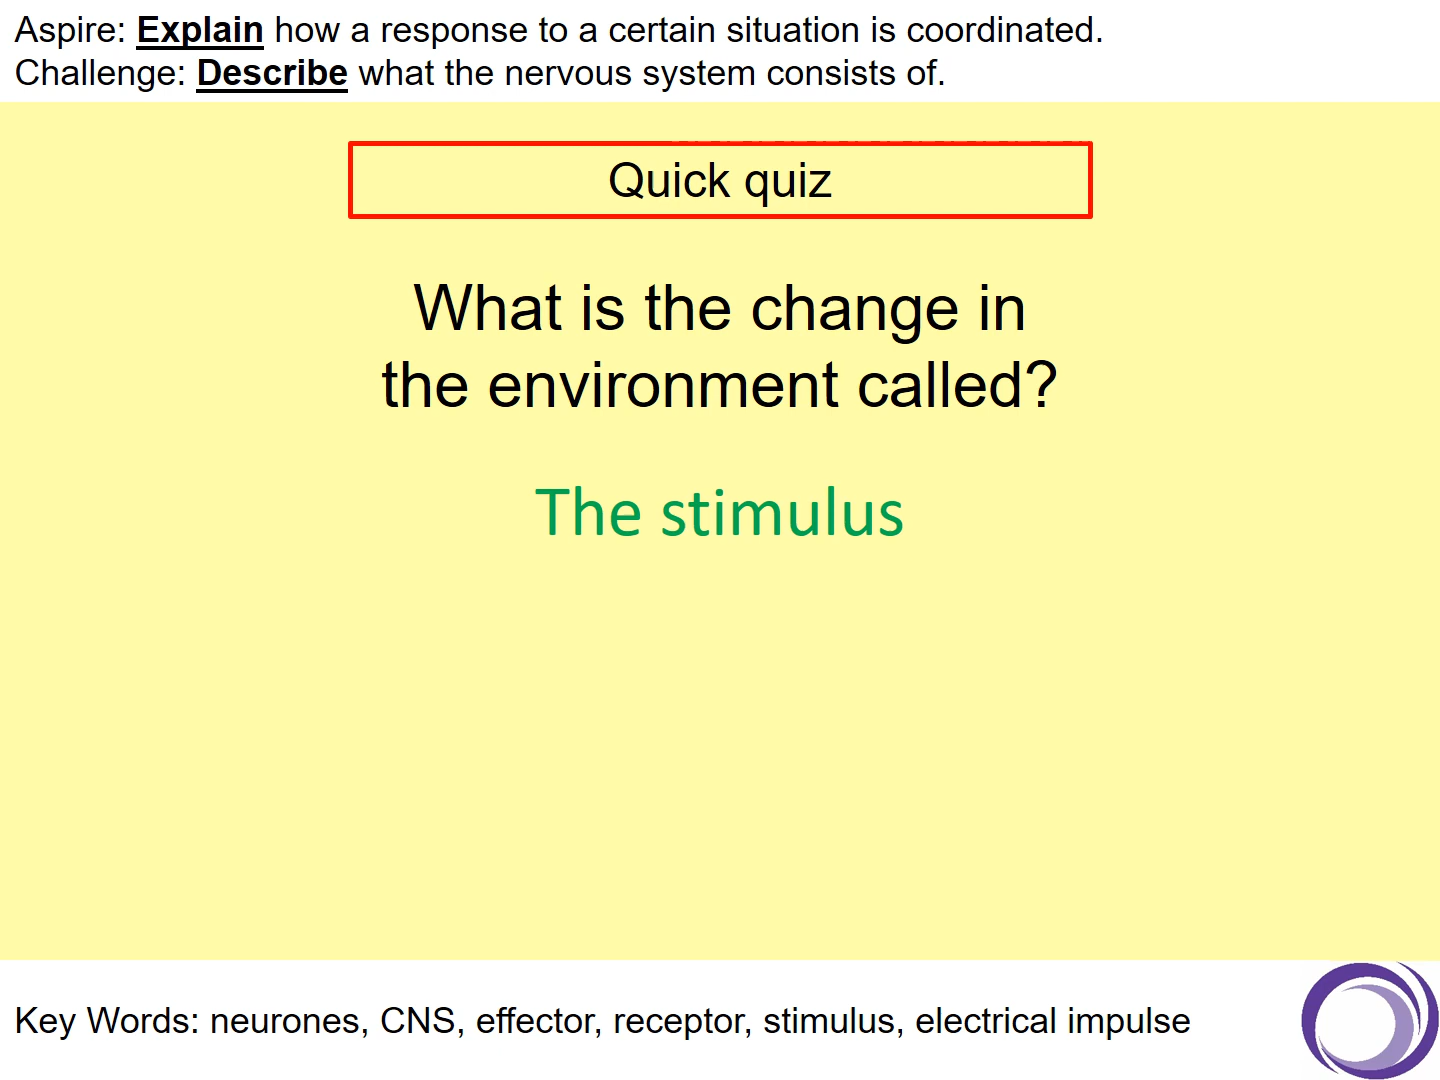 Aspire: Explain how a response to a certain situation is coordinated.
Challenge: Describe what the nervous system consists of.
Quick quiz
What is the change in
the environment called?
The stimulus
Key Words: neurones, CNS, effector, receptor, stimulus, electrical impulse